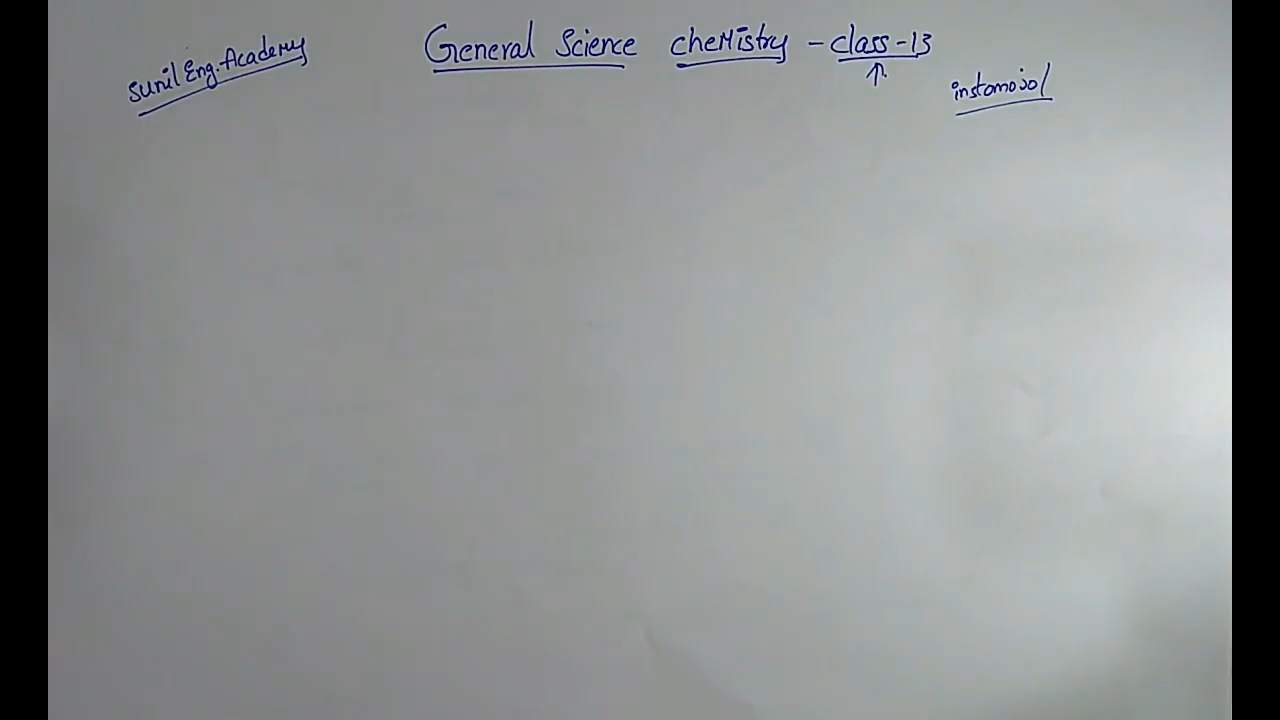 Sunil Eng. Academy
General Science chemistry - class-13
instamojo/